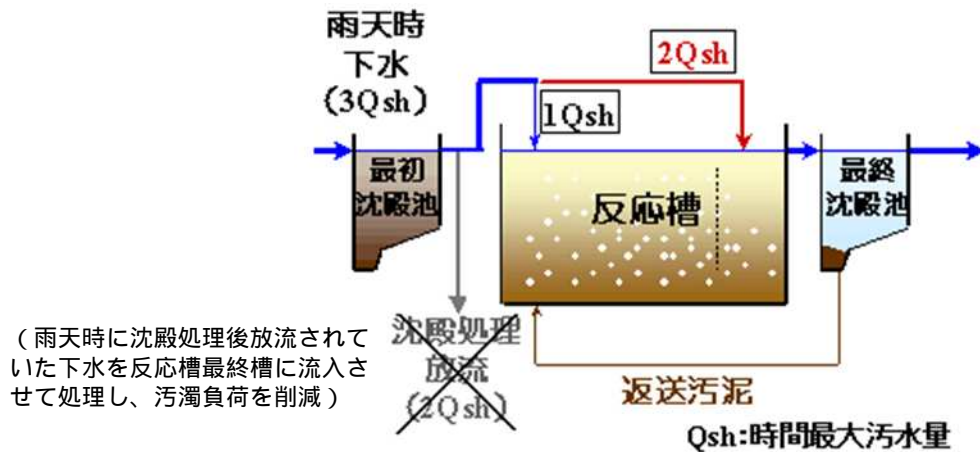 雨天時
下水
(3Qsh)
2Qsh
1Qsh
最初
沈殿池
反応槽
最終
沈殿池
沈殿処理
放流
(2Qsh)
(雨天時に沈殿処理後放流されて
いた下水を反応槽最終槽に流入さ
せて処理し、汚濁負荷を削減)
返送汚泥
Qsh:時間最大汚水量